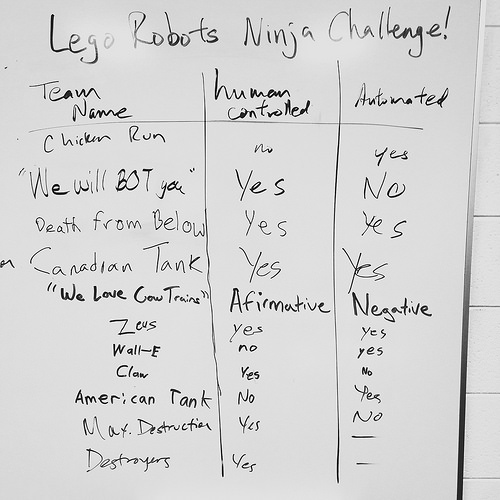 Lego Robots Ninja Challenge!
Team Name human controlled Automated
Chicken Run no yes
"We will BOT you" Yes No
Death from Below Yes Yes
Canadian Tank Yes Yes
"We Love Cow Trains" Afirmative Negative
Zeus yes yes
Wall-E no yes
Claw Yes No
American Tank No Yes
Max. Destruction Yes No
Destroyers Yes —